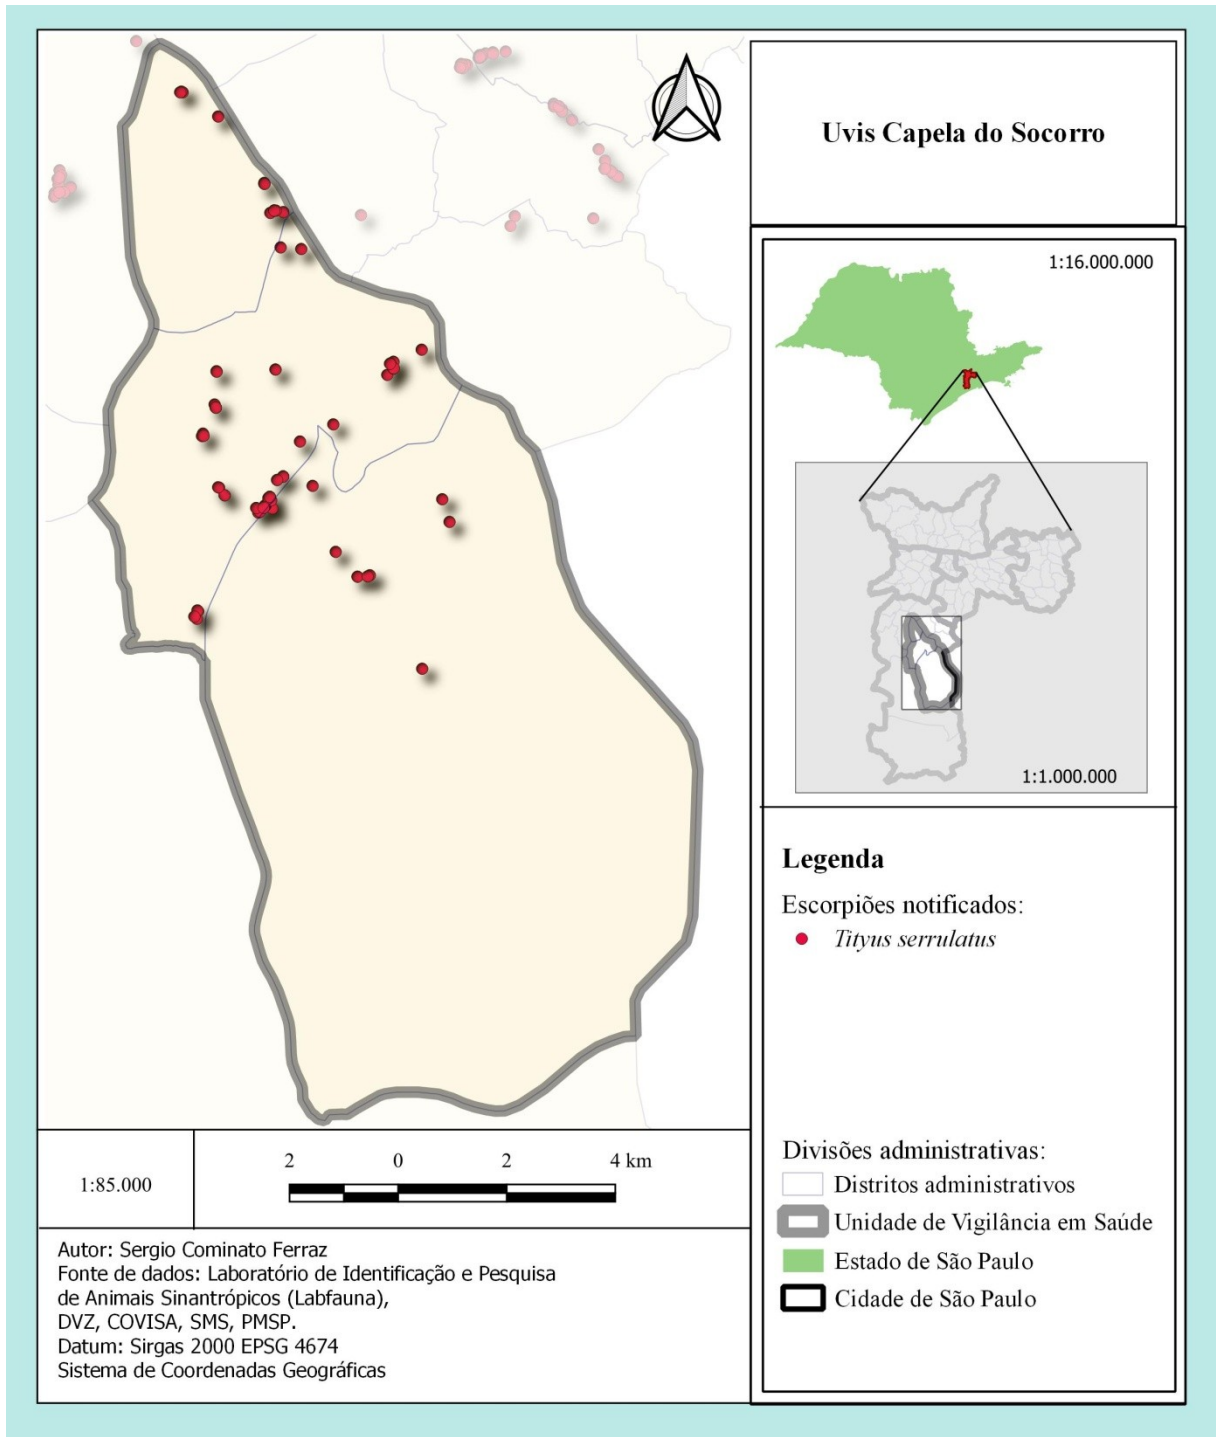 Uvis Capela do Socorro
1:16.000.000
1:1.000.000
Legenda
Escorpiões notificados:
Tityus serrulatus
Divisões administrativas:
Distritos administrativos
Unidade de Vigilância em Saúde
Estado de São Paulo
Cidade de São Paulo
1:85.000
2 0 2 4 km
Autor: Sergio Cominato Ferraz
Fonte de dados: Laboratório de Identificação e Pesquisa
de Animais Sinantrópicos (Labfauna),
DVZ, COVISA, SMS, PMSP.
Datum: Sirgas 2000 EPSG 4674
Sistema de Coordenadas Geográficas